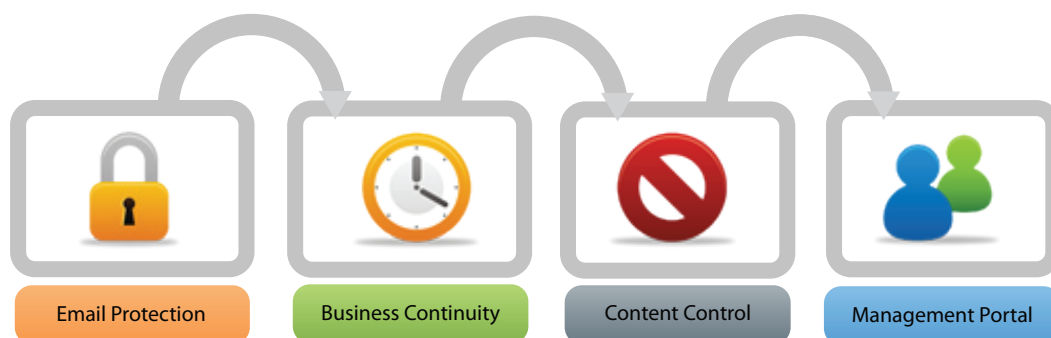 Email Protection
Business Continuity
Content Control
Management Portal